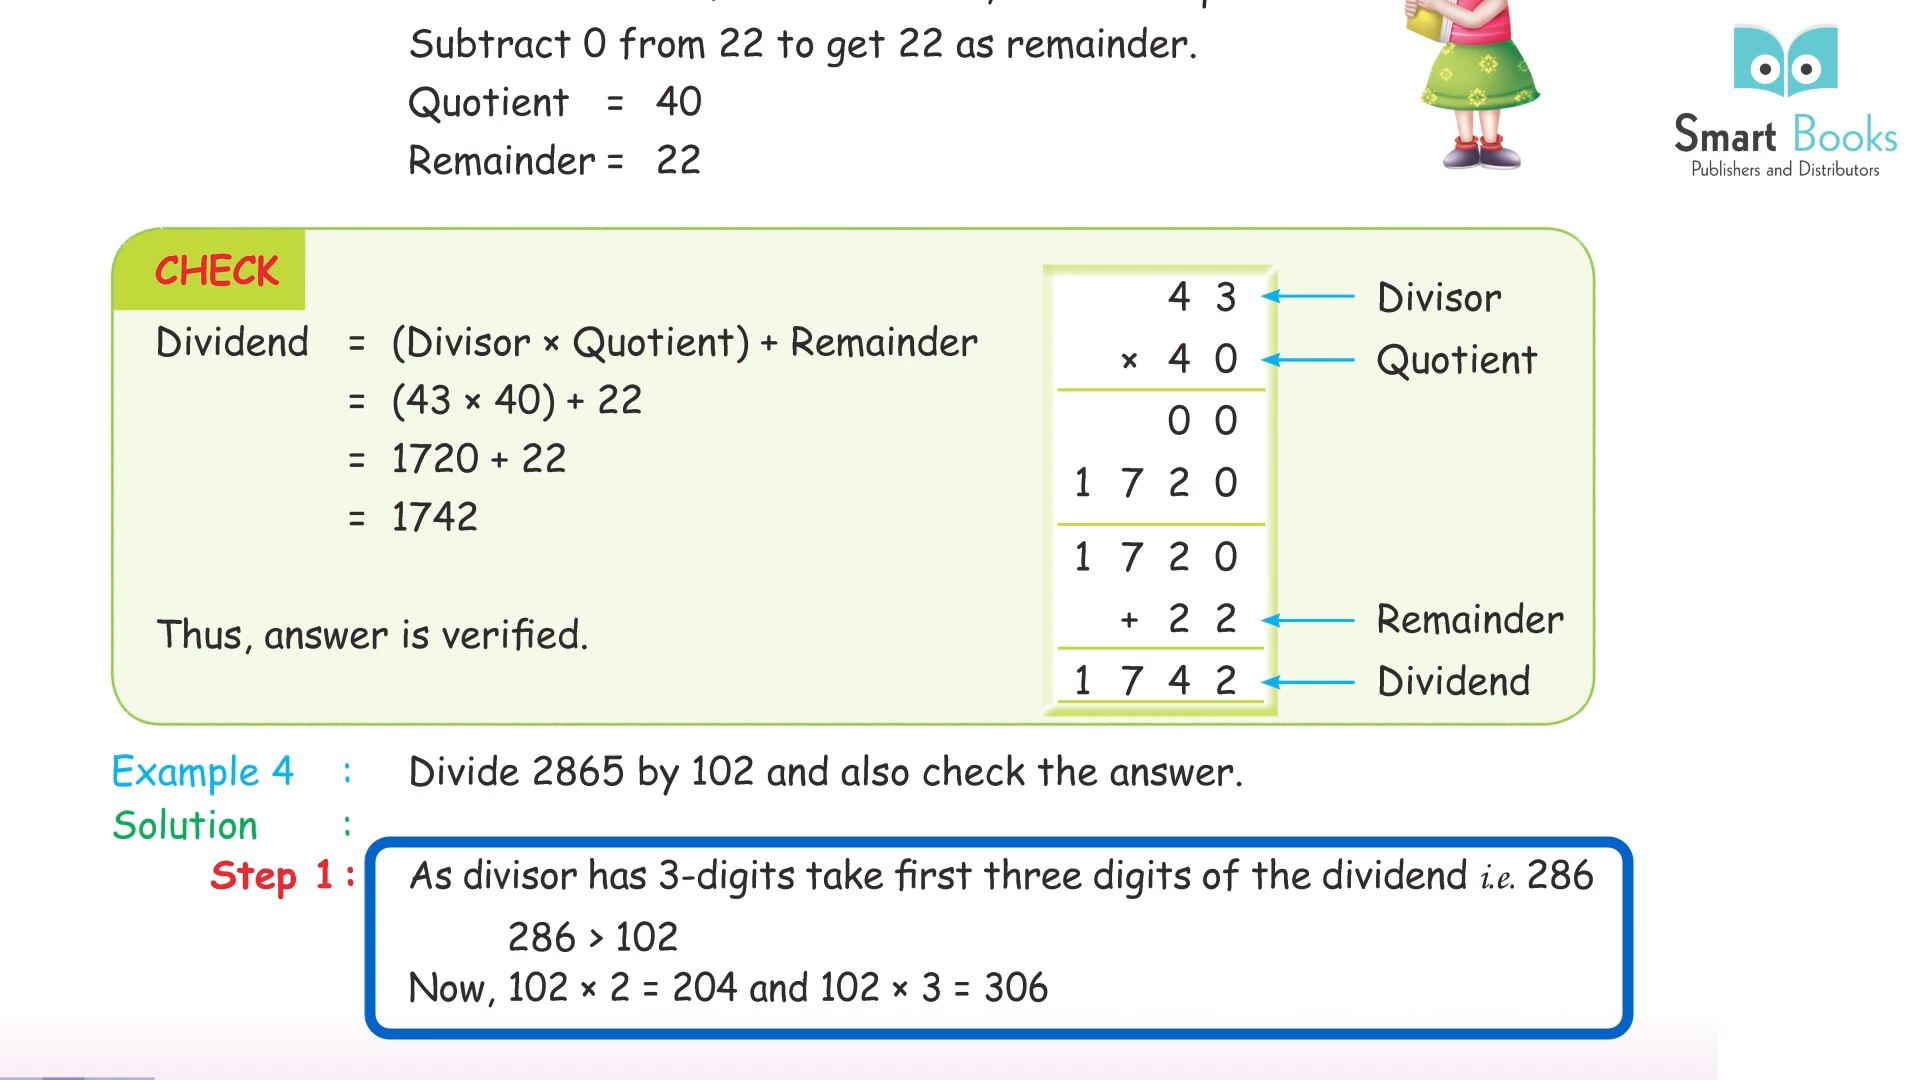 Subtract 0 from 22 to get 22 as remainder.
Quotient = 40
Remainder = 22
Smart Books
Publishers and Distributors
CHECK
Dividend = (Divisor × Quotient) + Remainder
= (43 × 40) + 22
= 1720 + 22
= 1742
Thus, answer is verified.
4 3 Divisor
× 4 0 Quotient
0 0
1 7 2 0
1 7 2 0
+ 2 2 Remainder
1 7 4 2 Dividend
Example 4 : Divide 2865 by 102 and also check the answer.
Solution :
Step 1 : As divisor has 3-digits take first three digits of the dividend i.e. 286
286 > 102
Now, 102 × 2 = 204 and 102 × 3 = 306